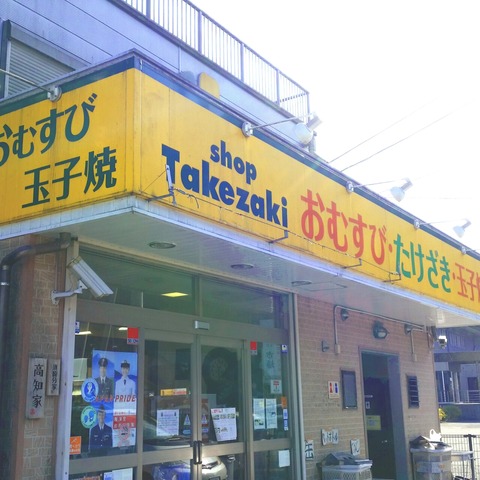 おむすび
玉子焼
shop
Takezaki
おむすび・たけざき・玉子焼
高知家
PRIDE